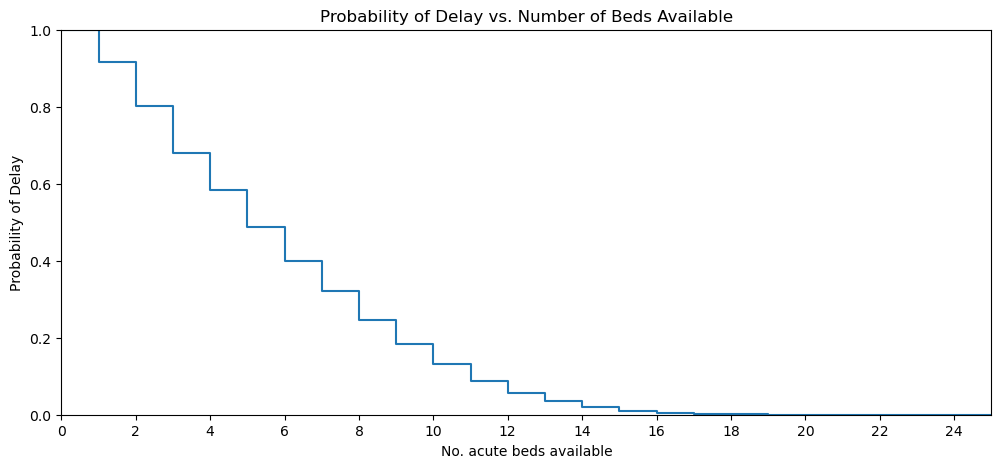 Probability of Delay vs. Number of Beds Available
1.0
0.8
0.6
0.4
0.2
0.0
Probability of Delay
0 2 4 6 8 10 12 14 16 18 20 22 24
No. acute beds available